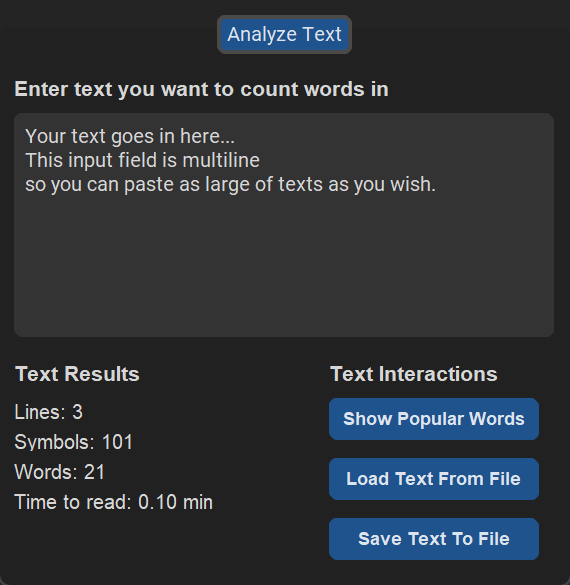 Analyze Text
Enter text you want to count words in
Your text goes in here...
This input field is multiline
so you can paste as large of texts as you wish.
Text Results
Lines: 3
Symbols: 101
Words: 21
Time to read: 0.10 min
Text Interactions
Show Popular Words
Load Text From File
Save Text To File